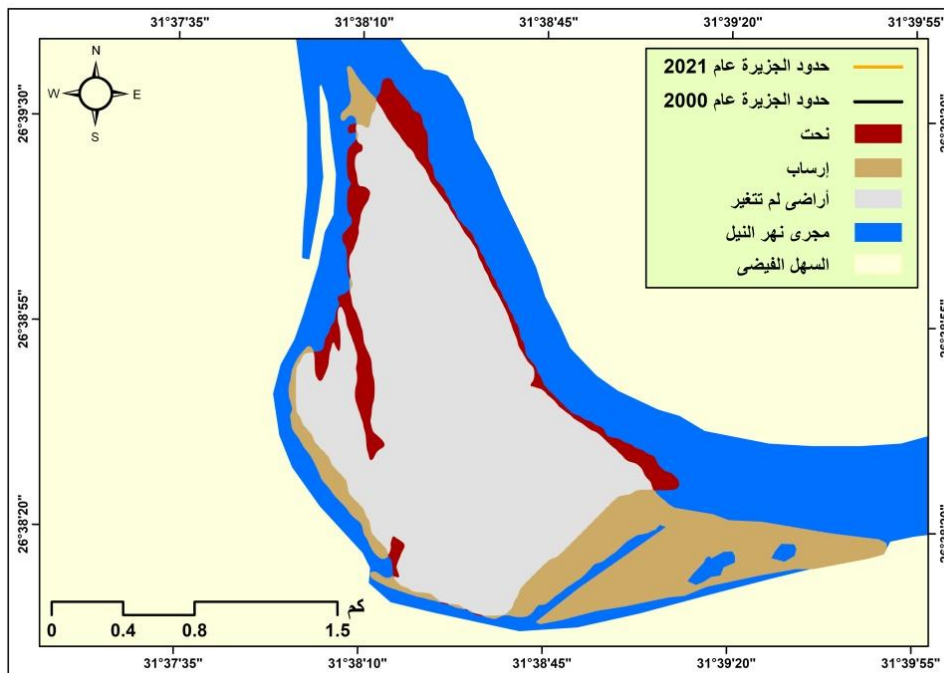 31°37'35" 31°38'10" 31°38'45" 31°39'20" 31°39'55"
N
W E
S
حدود الجزيرة عام 2021
حدود الجزيرة عام 2000
نحت
إرساب
أراضى لم تتغير
مجرى نهر النيل
السهل الفيضى
26°39'30"
26°38'55"
26°38'20"
كم
0 0.4 0.8 1.5
31°37'35" 31°38'10" 31°38'45" 31°39'20" 31°39'55"